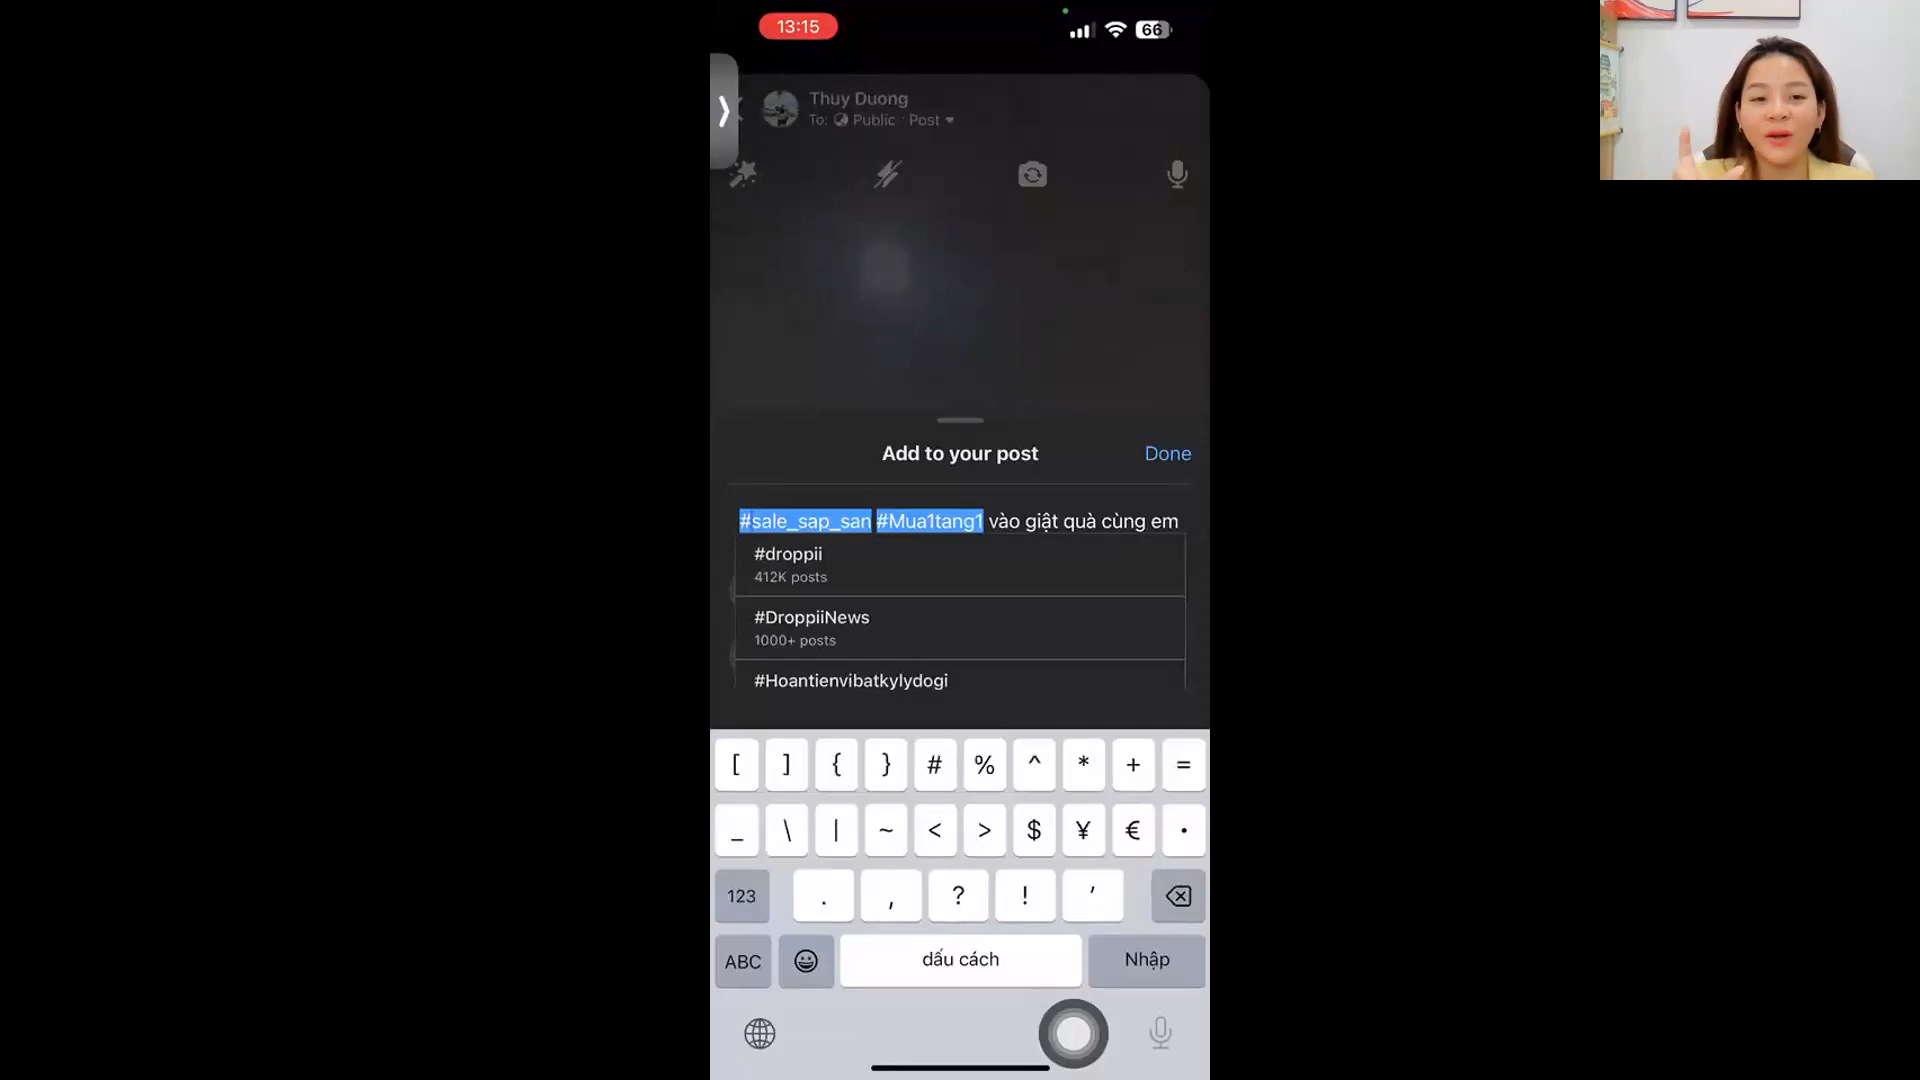 13:15
66
Thuy Duong
To: Public · Post
Add to your post
Done
#sale_sap_san #Mua1tang1 vào giật quà cùng em
#droppii
412K posts
#DroppiiNews
1000+ posts
#Hoantienvibatkylydogi
[ ] { } # % ^ * + =
_ \ | ~ < > $ ¥ € •
123 . , ? ! ’
ABC dấu cách Nhập